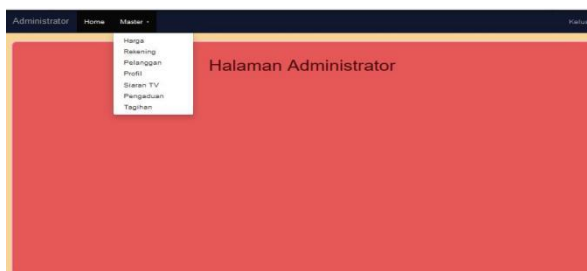 Administrator Home Master
Harga
Rekening
Pelanggan
Profil
Siaran TV
Pengaduan
Tagihan
Halaman Administrator